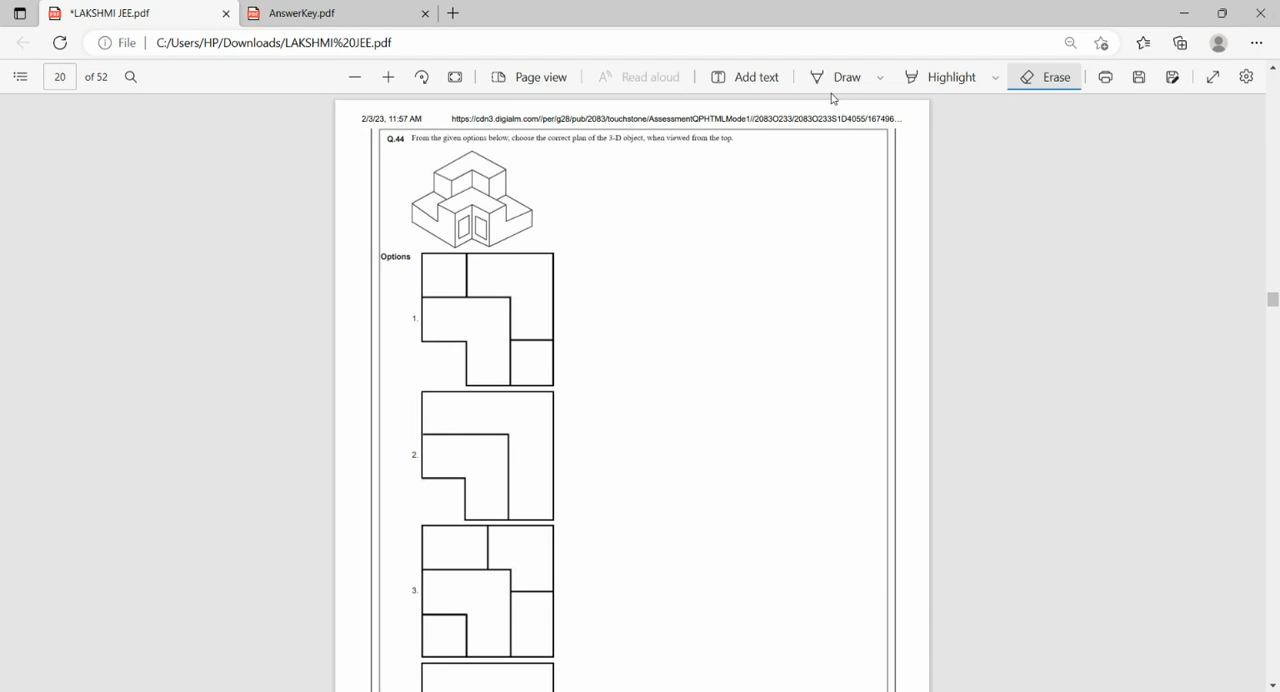 *LAKSHMI JEE.pdf
AnswerKey.pdf
File
C:/Users/HP/Downloads/LAKSHMI%20JEE.pdf
20 of 52
Page view
Read aloud
Add text
Draw
Highlight
Erase
2/3/23, 11:57 AM
https://cdn3.digialm.com//per/g28/pub/2083/touchstone/AssessmentQPHTMLMode1//2083O233/2083O233S1D4055/167496...
Q.44 From the given options below, choose the correct plan of the 3-D object, when viewed from the top.
Options
1.
2.
3.